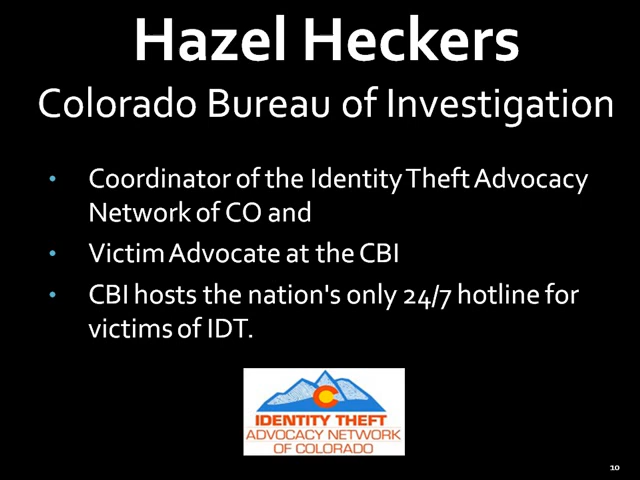 Hazel Heckers
Colorado Bureau of Investigation
• Coordinator of the Identity Theft Advocacy
Network of CO and
• Victim Advocate at the CBI
• CBI hosts the nation's only 24/7 hotline for
victims of IDT.
C
IDENTITY THEFT
ADVOCACY NETWORK
OF COLORADO
10